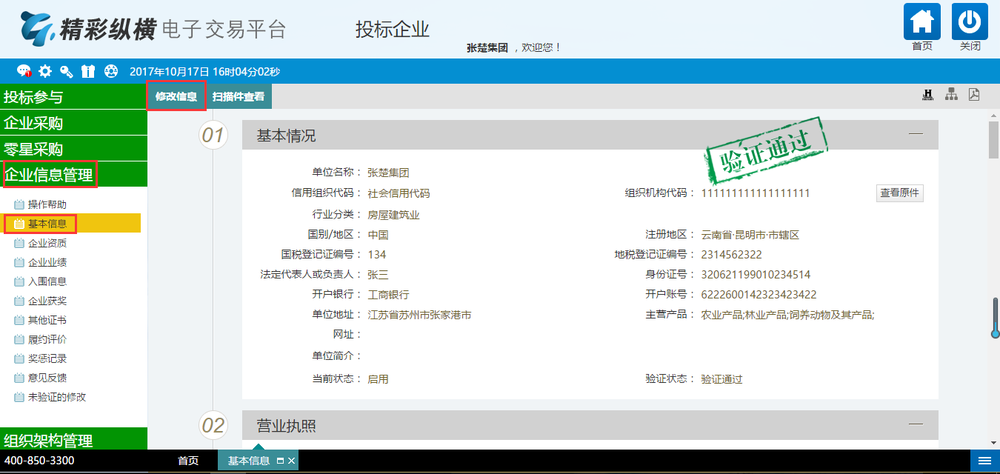 精彩纵横 电子交易平台
投标企业
张楚集团 ，欢迎您！
首页
关闭
2017年10月17日 16时04分02秒
投标参与
企业采购
零星采购
企业信息管理
操作帮助
基本信息
企业资质
企业业绩
入围信息
企业获奖
其他证书
履约评价
奖惩记录
意见反馈
未验证的修改
组织架构管理
修改信息 扫描件查看
01 基本情况
验证通过
单位名称： 张楚集团
信用组织代码： 社会信用代码 组织机构代码： 111111111111111111 查看原件
行业分类： 房屋建筑业
国别/地区： 中国 注册地区： 云南省·昆明市·市辖区
国税登记证编号： 134 地税登记证编号： 2314562322
法定代表人或负责人： 张三 身份证号： 320621199010234514
开户银行： 工商银行 开户账号： 6222600142323423422
单位地址： 江苏省苏州市张家港市 主营产品： 农业产品;林业产品;饲养动物及其产品;
网址：
单位简介：
当前状态： 启用 验证状态： 验证通过
02 营业执照
400-850-3300 首页 基本信息